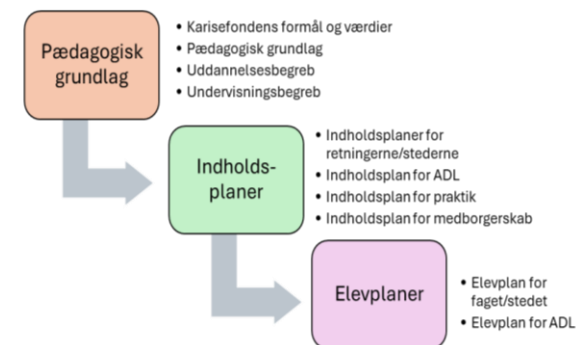 Pædagogisk
grundlag
• Karisefondens formål og værdier
• Pædagogisk grundlag
• Uddannelsesbegreb
• Undervisningsbegreb
Indholds-
planer
• Indholdsplaner for
retningerne/stederne
• Indholdsplan for ADL
• Indholdsplan for praktik
• Indholdsplan for medborgerskab
Elevplaner
• Elevplan for
faget/stedet
• Elevplan for ADL